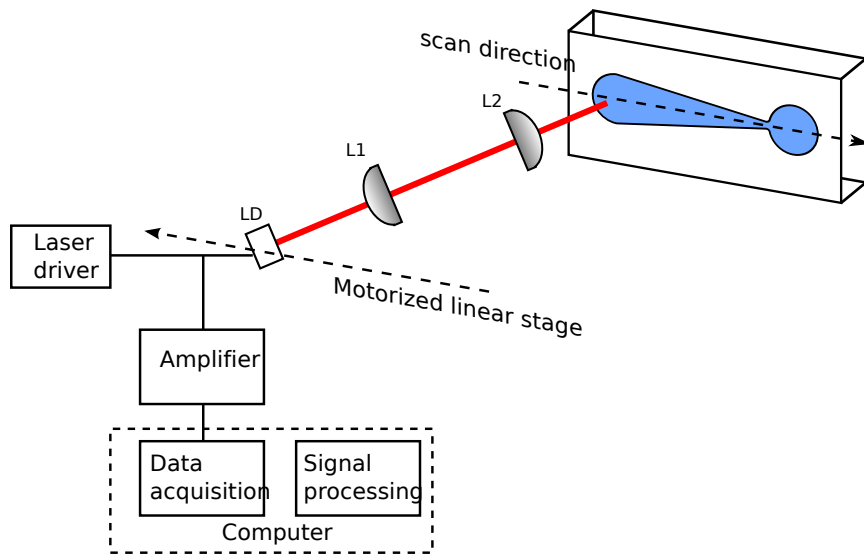 scan direction
L2
L1
LD
Laser
driver
Motorized linear stage
Amplifier
Data
acquisition
Signal
processing
Computer